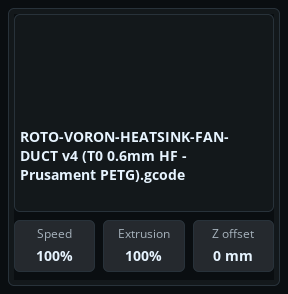 ROTO-VORON-HEATSINK-FAN-
DUCT v4 (T0 0.6mm HF -
Prusament PETG).gcode
Speed Extrusion Z offset
100% 100% 0 mm